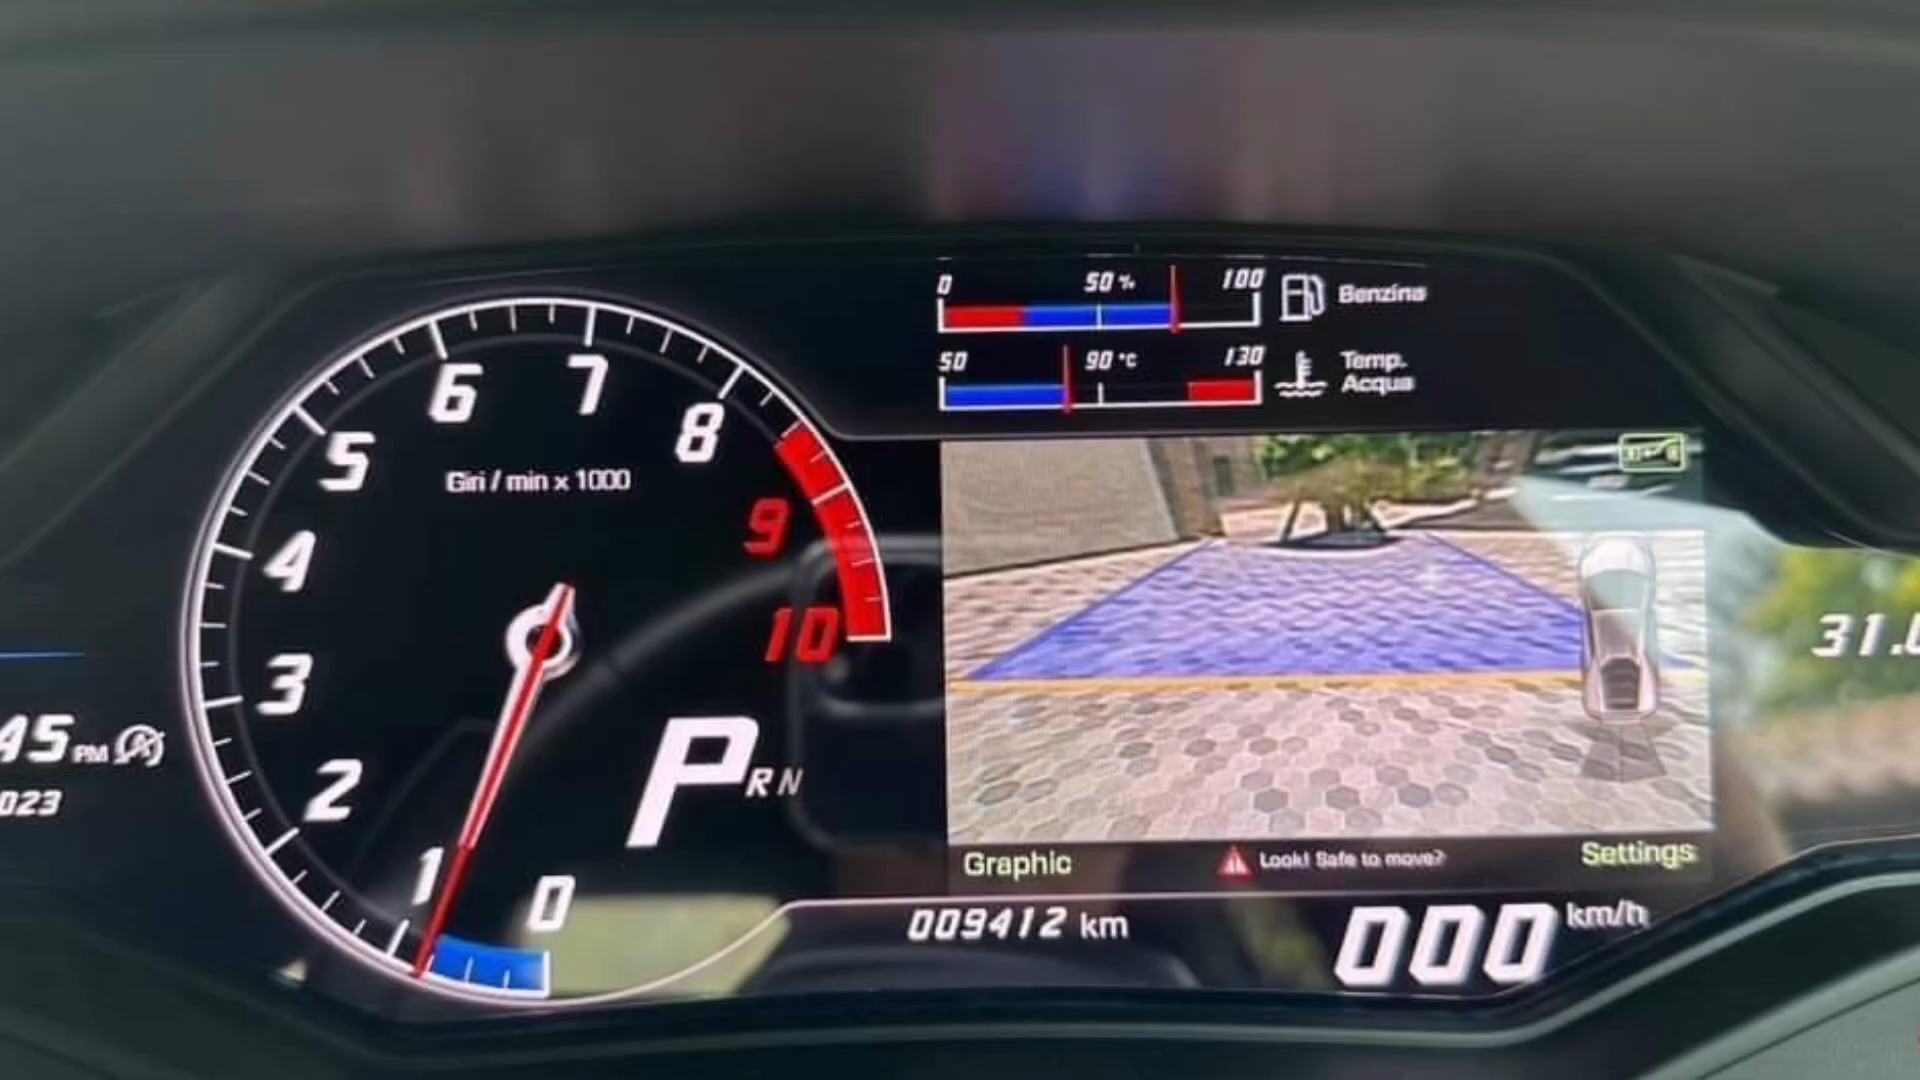 0 50 % 100
Benzina
50 90 °C 130
Temp.
Acqua
6 7 8
5
Giri / min x 1000
4
9
10
3
31.
45 PM
P R N
023
2
1
0
Graphic
Look! Safe to move?
Settings
009412 km
000 km/h